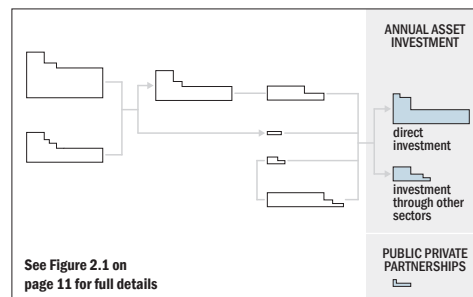 ANNUAL ASSET
INVESTMENT
direct
investment
investment
through other
sectors
See Figure 2.1 on
page 11 for full details
PUBLIC PRIVATE
PARTNERSHIPS